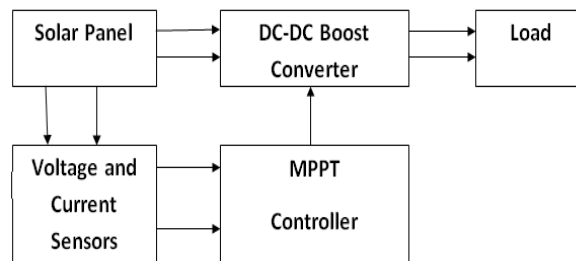 Solar Panel
DC-DC Boost
Converter
Load
Voltage and
Current
Sensors
MPPT
Controller